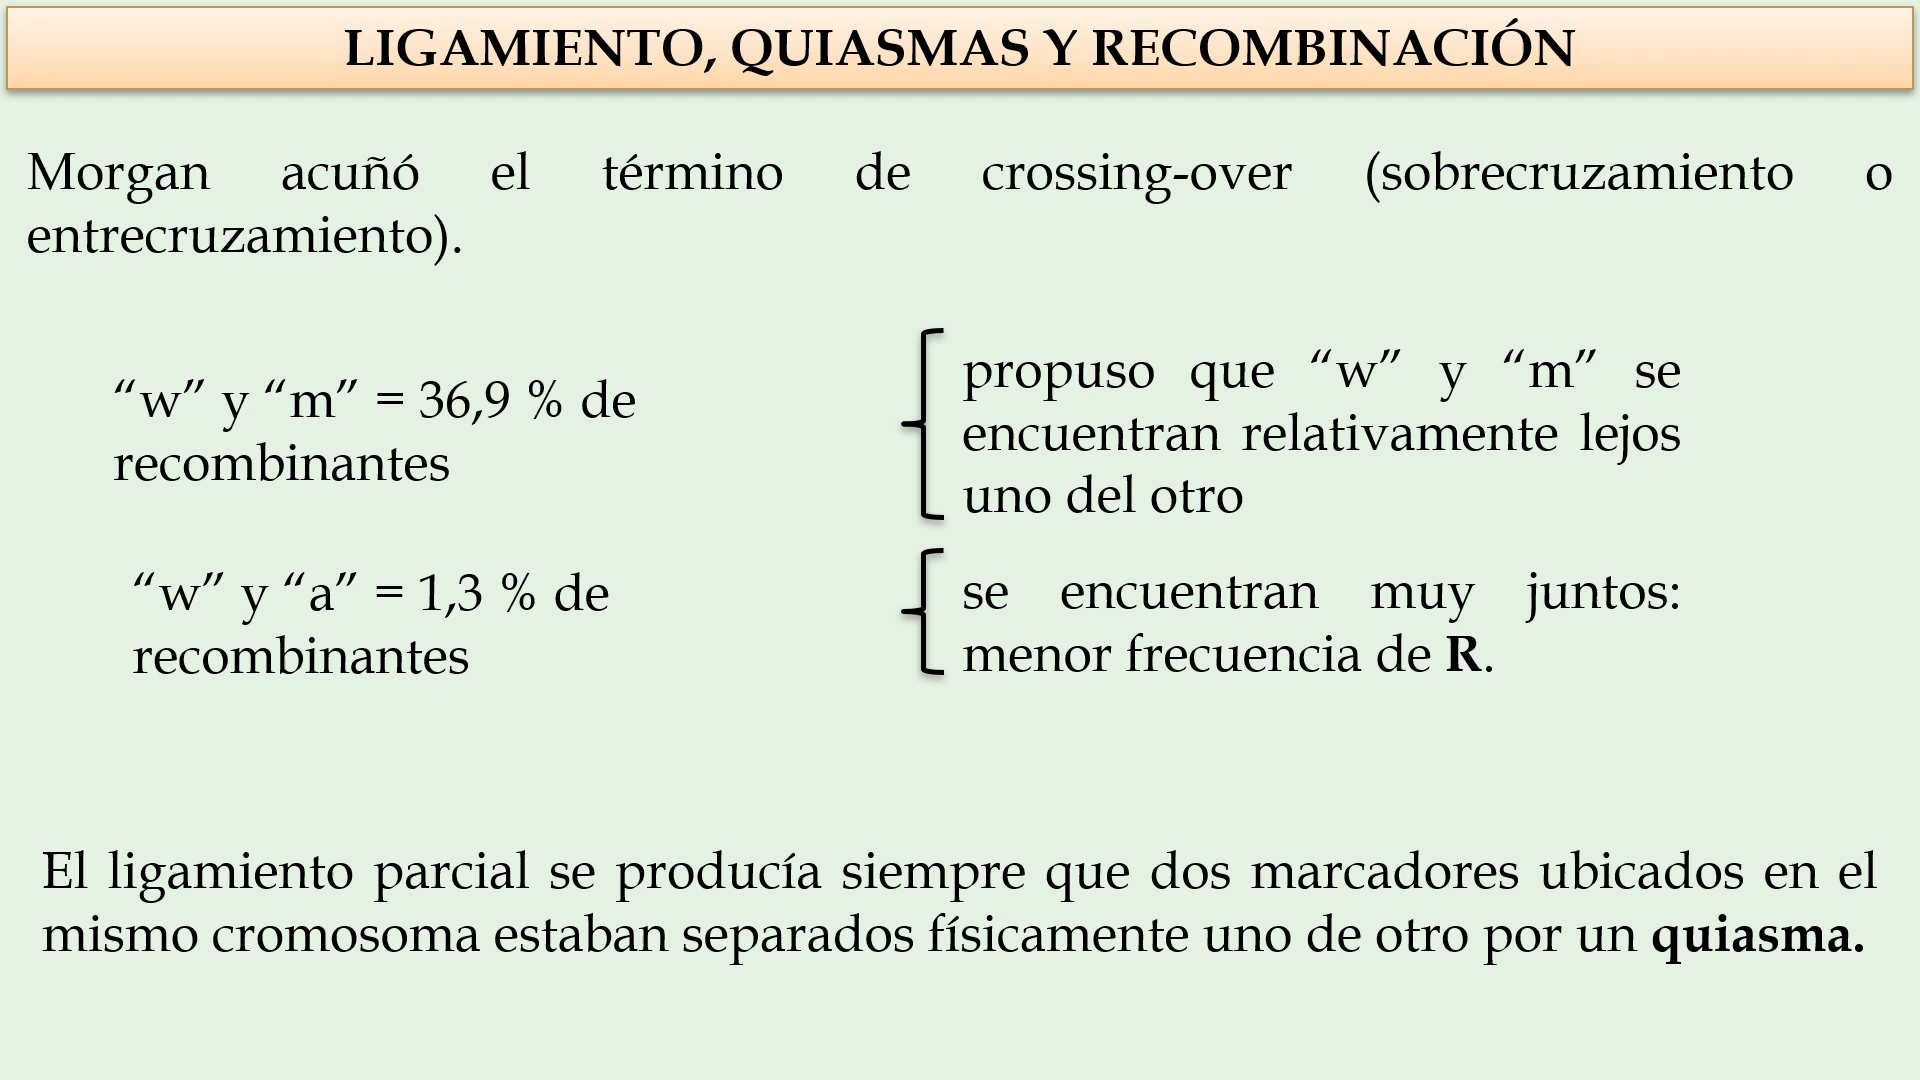 LIGAMIENTO, QUIASMAS Y RECOMBINACIÓN
Morgan acuñó el término de crossing-over (sobrecruzamiento o
entrecruzamiento).
“w” y “m” = 36,9 % de
recombinantes
propuso que “w” y “m” se
encuentran relativamente lejos
uno del otro
“w” y “a” = 1,3 % de
recombinantes
se encuentran muy juntos:
menor frecuencia de R.
El ligamiento parcial se producía siempre que dos marcadores ubicados en el
mismo cromosoma estaban separados físicamente uno de otro por un quiasma.